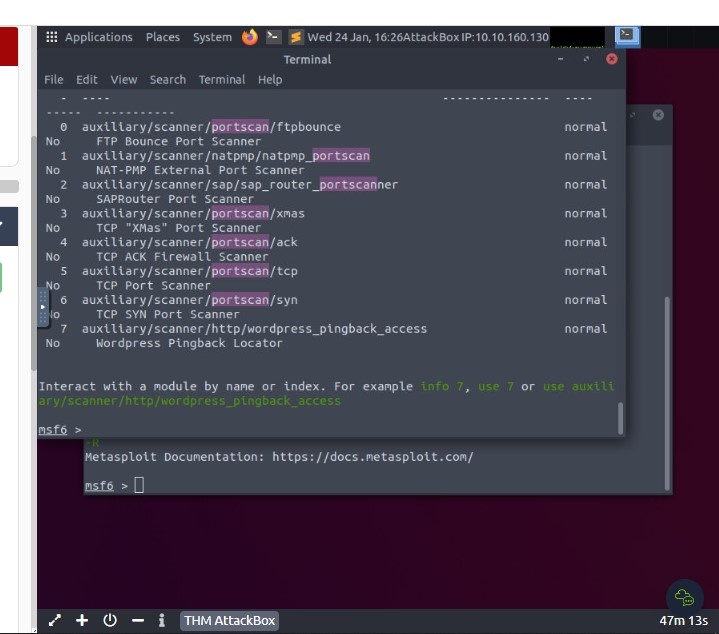 Applications Places System Wed 24 Jan, 16:26 AttackBox IP:10.10.160.130
Terminal
File Edit View Search Terminal Help
- ---- --------------- ----
----- -----------
0 auxiliary/scanner/portscan/ftpbounce normal
No FTP Bounce Port Scanner
1 auxiliary/scanner/natpmp/natpmp_portscan normal
No NAT-PMP External Port Scanner
2 auxiliary/scanner/sap/sap_router_portscanner normal
No SAPRouter Port Scanner
3 auxiliary/scanner/portscan/xmas normal
No TCP "XMas" Port Scanner
4 auxiliary/scanner/portscan/ack normal
No TCP ACK Firewall Scanner
5 auxiliary/scanner/portscan/tcp normal
No TCP Port Scanner
6 auxiliary/scanner/portscan/syn normal
No TCP SYN Port Scanner
7 auxiliary/scanner/http/wordpress_pingback_access normal
No Wordpress Pingback Locator
Interact with a module by name or index. For example info 7, use 7 or use auxili
ary/scanner/http/wordpress_pingback_access
msf6 >
-R
Metasploit Documentation: https://docs.metasploit.com/
msf6 >
THM AttackBox 47m 13s